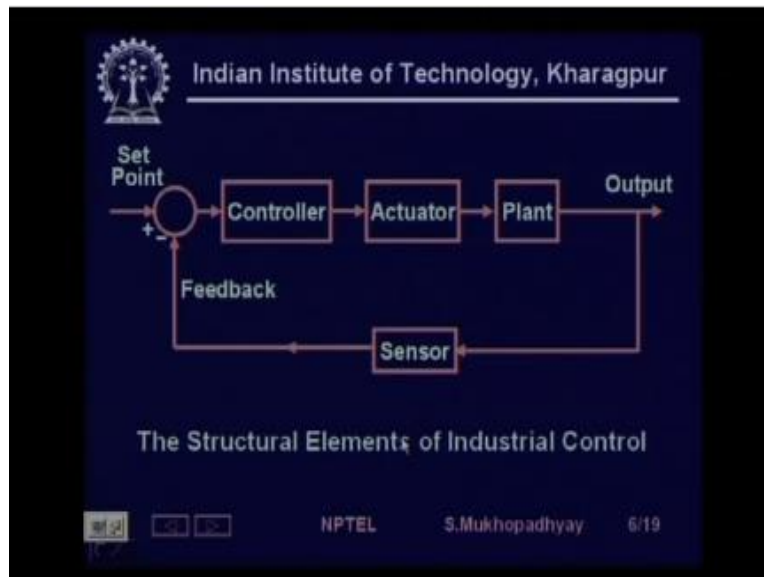 Indian Institute of Technology, Kharagpur
Set
Point
Output
+
−
Controller
Actuator
Plant
Feedback
Sensor
The Structural Elements of Industrial Control
NPTEL
S.Mukhopadhyay
6/19